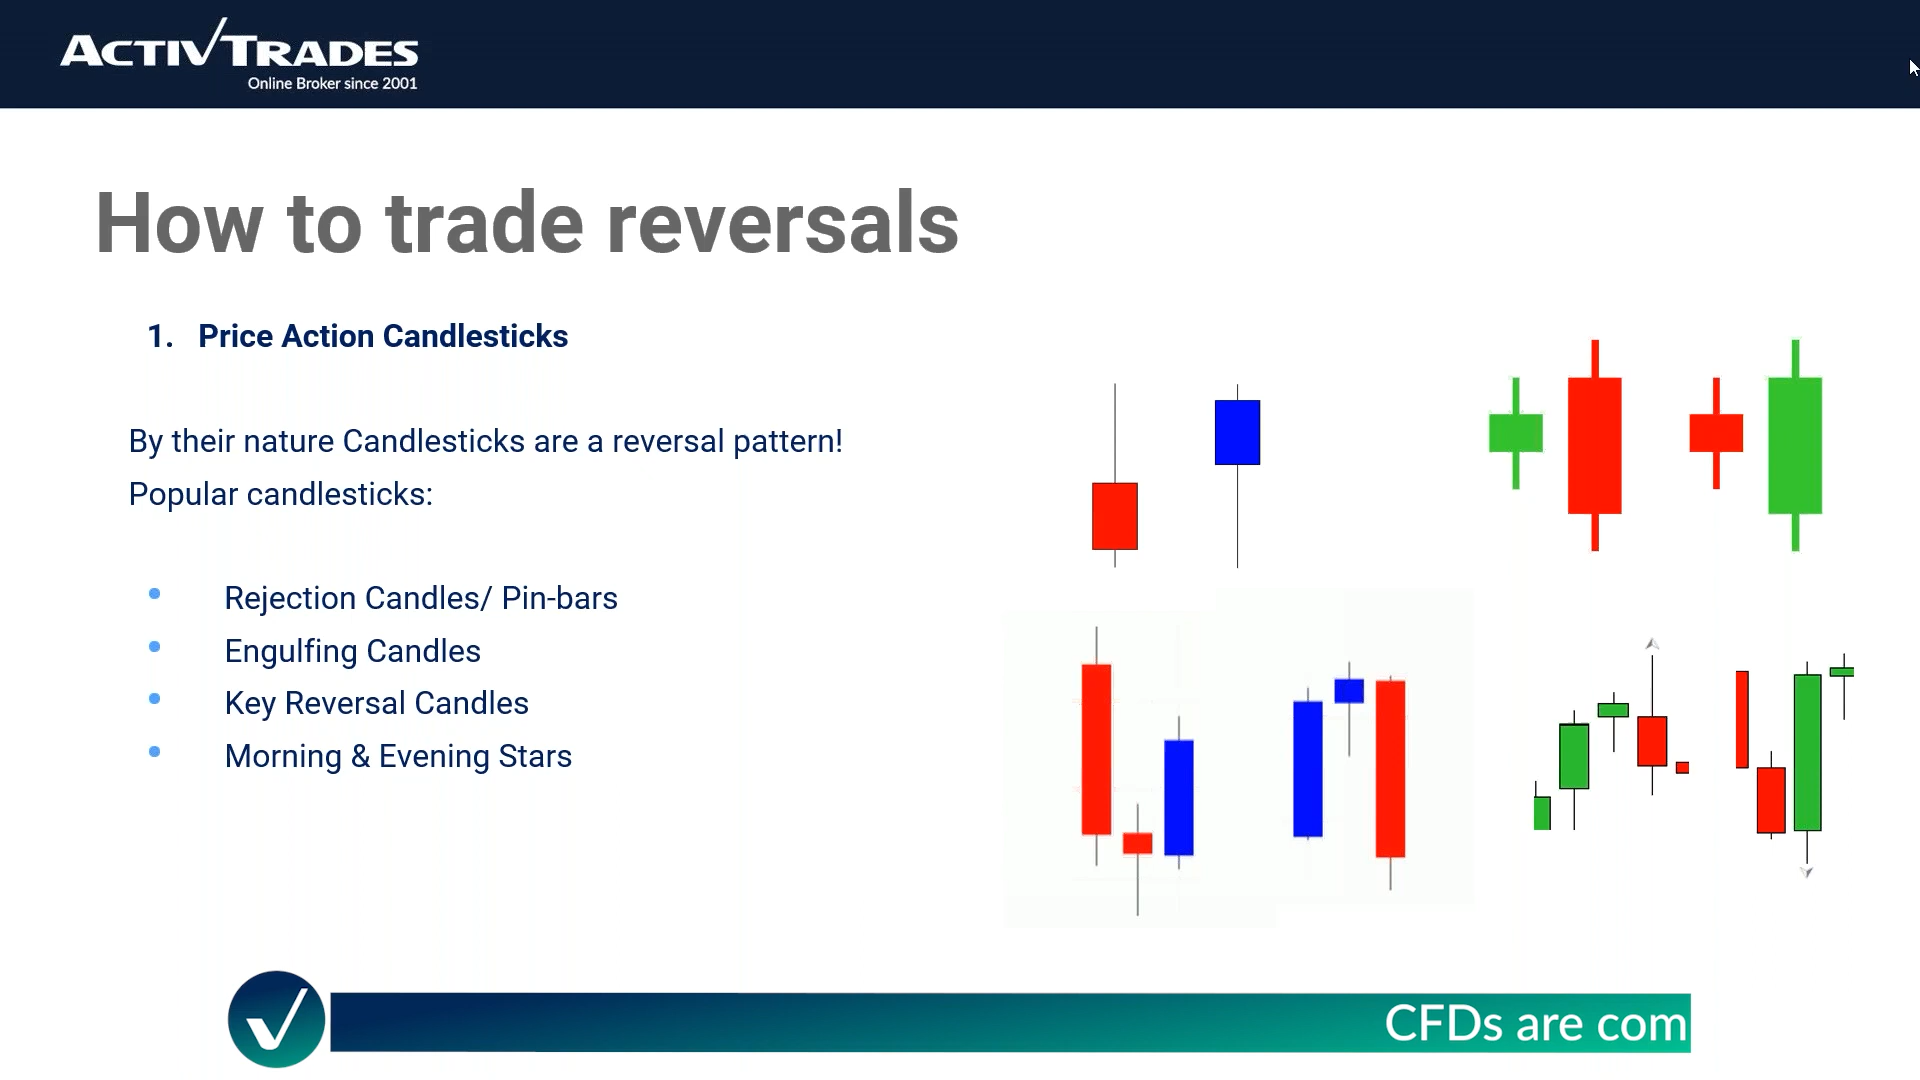 ACTIVTRADES
Online Broker since 2001
How to trade reversals
1. Price Action Candlesticks
By their nature Candlesticks are a reversal pattern!
Popular candlesticks:
• Rejection Candles/ Pin-bars
• Engulfing Candles
• Key Reversal Candles
• Morning & Evening Stars
CFDs are com